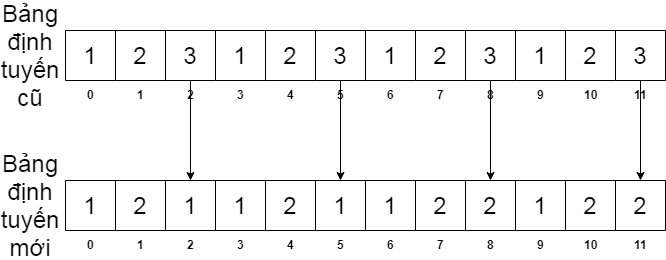 Bảng
định
tuyến
cũ
1 2 3 1 2 3 1 2 3 1 2 3
0 1 2 3 4 5 6 7 8 9 10 11
Bảng
định
tuyến
mới
1 2 1 1 2 1 1 2 2 1 2 2
0 1 2 3 4 5 6 7 8 9 10 11